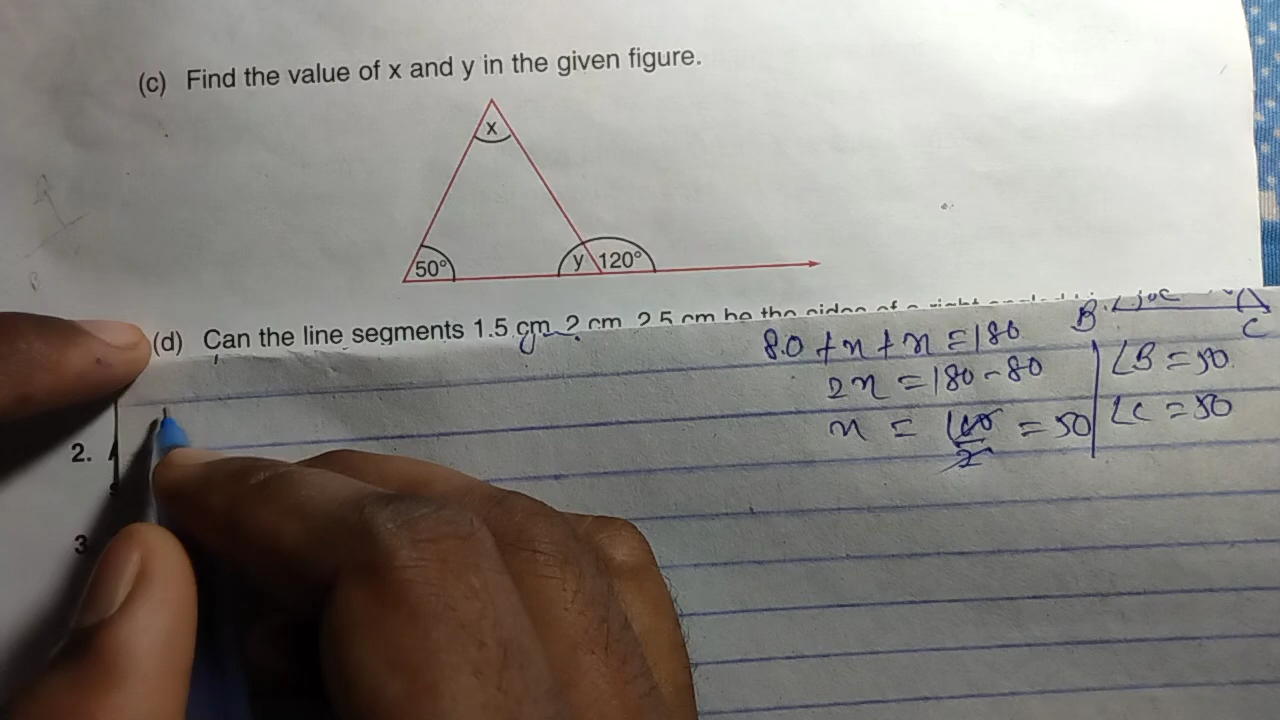 (c) Find the value of x and y in the given figure.
x
50°
y 120°
(d) Can the line segments 1.5 cm, 2 cm, 2.5 cm be the sides of a right
B
A
C
80 + x + x = 180
2x = 180 - 80
x = 100/2 = 50
∠B = 50
∠C = 50
2.
3